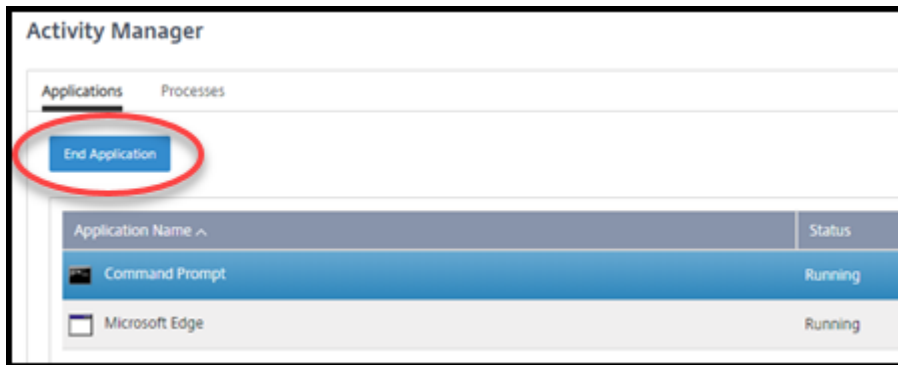 Activity Manager
Applications Processes
End Application
Application Name Status
Command Prompt Running
Microsoft Edge Running